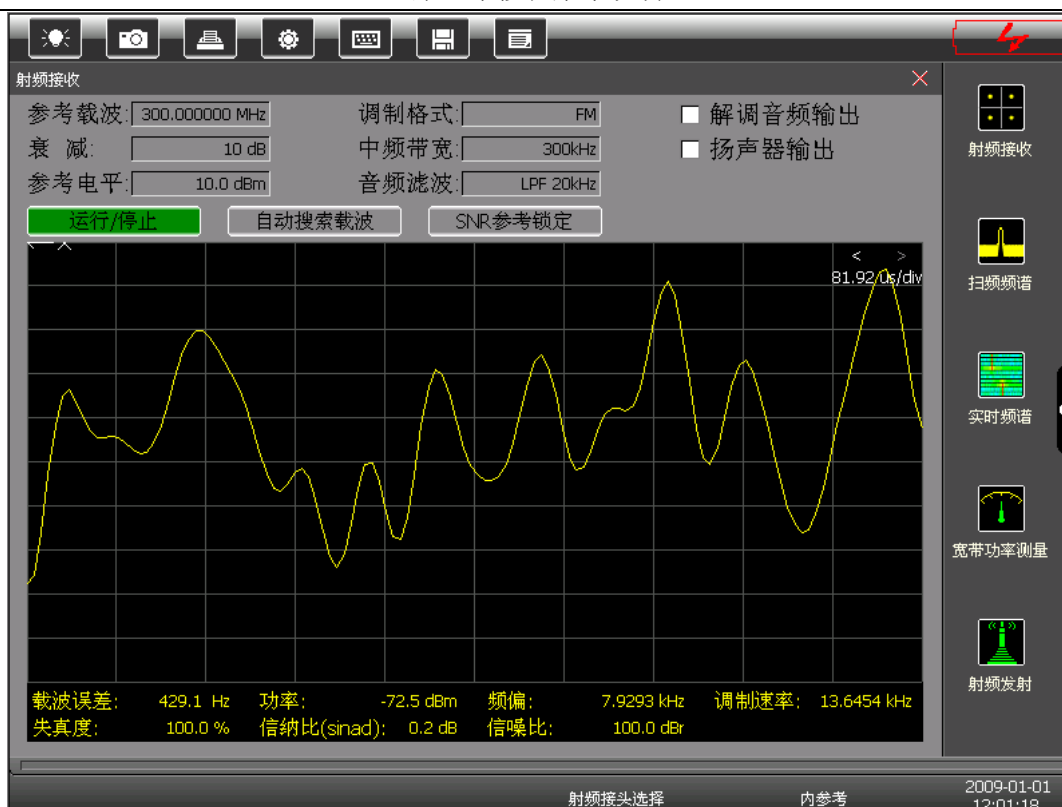 射频接收
参考载波: 300.000000 MHz 调制格式: FM 解调音频输出
衰 减: 10 dB 中频带宽: 300kHz 扬声器输出
参考电平: 10.0 dBm 音频滤波: LPF 20kHz
运行/停止 自动搜索载波 SNR参考锁定
< >
81.92 us/div
载波误差: 429.1 Hz 功率: -72.5 dBm 频偏: 7.9293 kHz 调制速率: 13.6454 kHz
失真度: 100.0 % 信纳比(sinad): 0.2 dB 信噪比: 100.0 dBr
射频接收
扫频频谱
实时频谱
宽带功率测量
射频发射
射频接头选择 内参考 2009-01-01
12:01:18